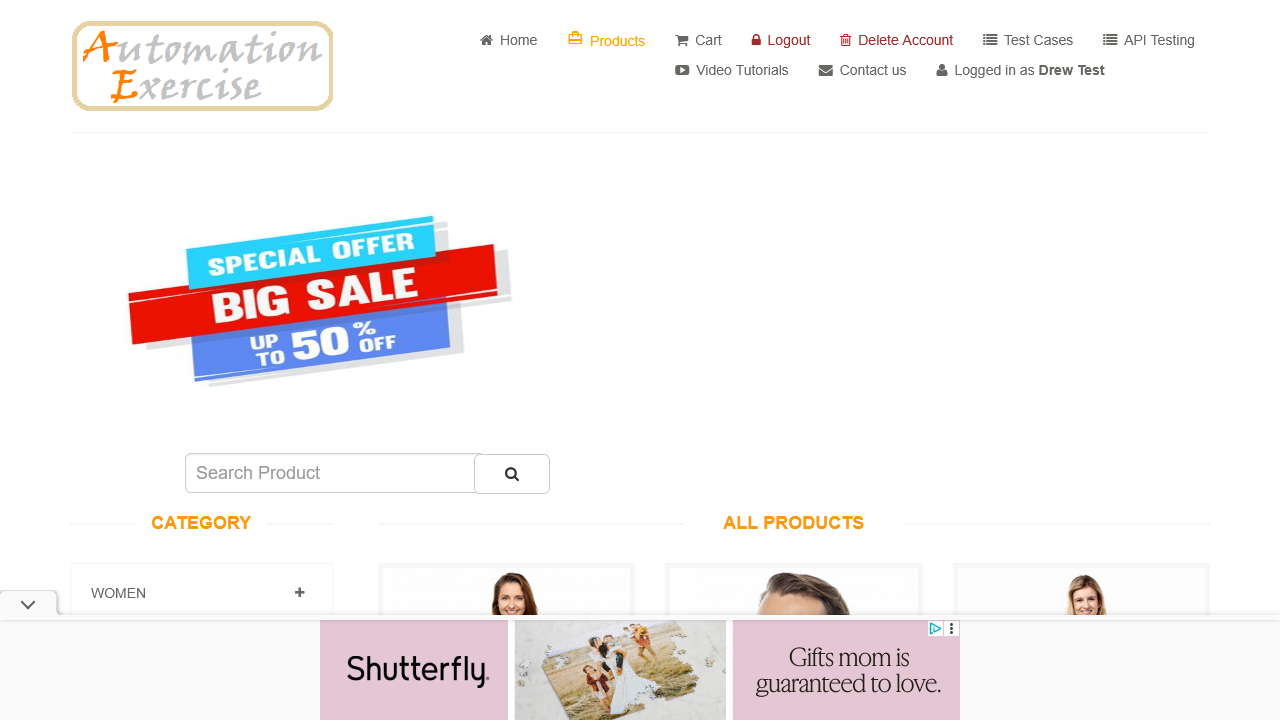 Automation
Exercise
Home
Products
Cart
Logout
Delete Account
Test Cases
API Testing
Video Tutorials
Contact us
Logged in as Drew Test
SPECIAL OFFER
BIG SALE
UP TO 50% OFF
Search Product
CATEGORY
ALL PRODUCTS
WOMEN
Shutterfly.
Gifts mom is
guaranteed to love.